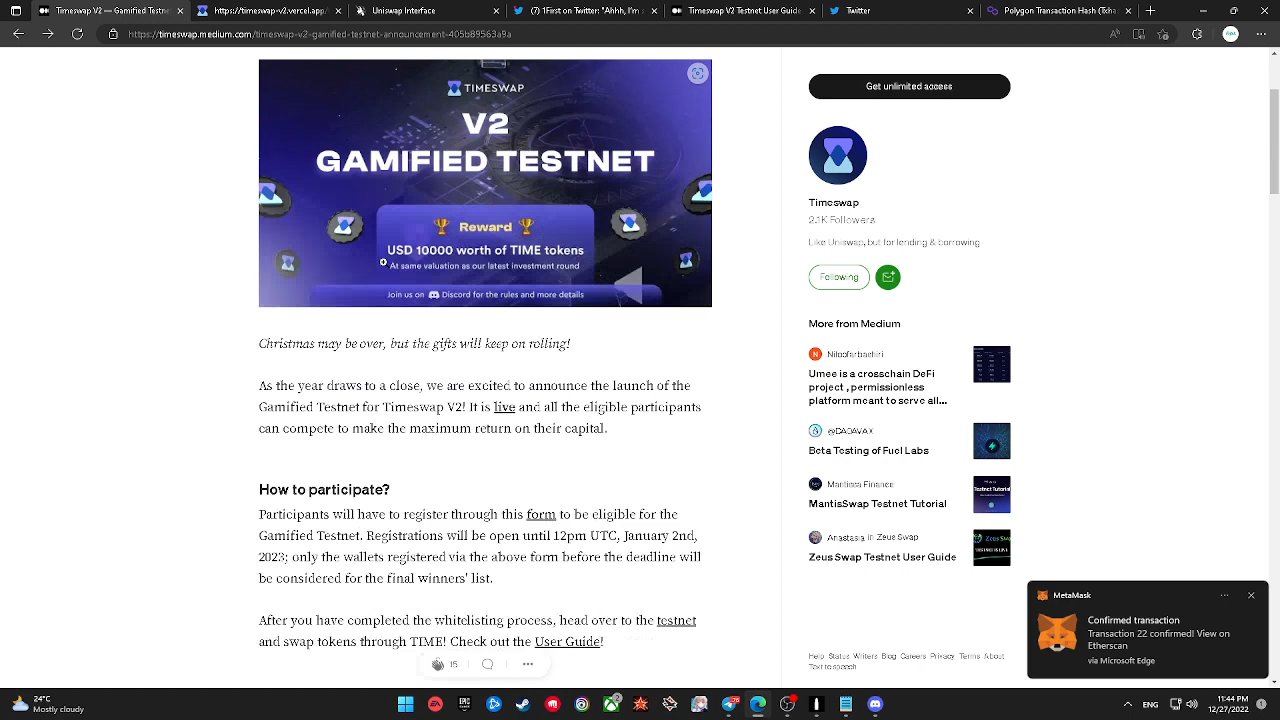 Timeswap V2 — Gamified Testnet
https://timeswap-v2.vercel.app/
Uniswap Interface
Twitter
Timeswap V2 Testnet User Guide
Twitter
Polygon Transaction Hash (Txha
https://timeswap.medium.com/timeswap-v2-gamified-testnet-announcement-405b89563a9a
TIMESWAP
V2
GAMIFIED TESTNET
Reward
USD 10000 worth of TIME tokens
At same valuation as our latest investment round
Join us on Discord for the rules and more details
Christmas may be over, but the gifts will keep on rolling!
As the year draws to a close, we are excited to announce the launch of the
Gamified Testnet for Timeswap V2! It is live and all the eligible participants
can compete to make the maximum return on their capital.
How to participate?
Participants will have to register through this form to be eligible for the
Gamified Testnet. Registrations will be open until 1 PM UTC, January 2nd,
2023. Only the wallets registered via the above form before the deadline will
be considered for the final winners' list.
After you have completed the whitelisting process, head over to the testnet
and swap tokens through TIME! Check out the User Guide!
15
Get unlimited access
Timeswap
2.1K Followers
Like Uniswap, but for lending & borrowing
Following
More from Medium
Niloofarbadri
Umee is a crosschain DeFi
project , permissionless
platform meant to serve all...
@DADAVAX
Beta Testing of Fuel Labs
Mantisan Finance
MantiSwap Testnet Tutorial
Anastasia in Zeus Swap
Zeus Swap Testnet User Guide
Help Status Writers Blog Careers Privacy Terms About
Text to speech
MetaMask
Confirmed transaction
Transaction 22 confirmed! View on
Etherscan
via Microsoft Edge
24°C
Mostly cloudy
ENG
11:44 PM
12/27/2022